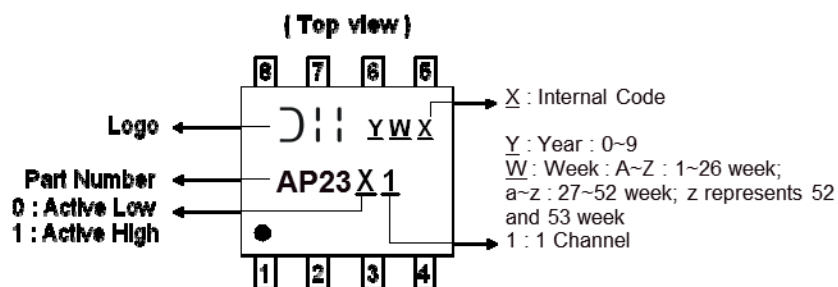 ( Top view )
8 7 6 5
Logo
Y W X
X : Internal Code
Y : Year : 0~9
W : Week : A~Z : 1~26 week;
a~z : 27~52 week; z represents 52
and 53 week
Part Number
AP23 X 1
0 : Active Low
1 : Active High
1 : 1 Channel
1 2 3 4